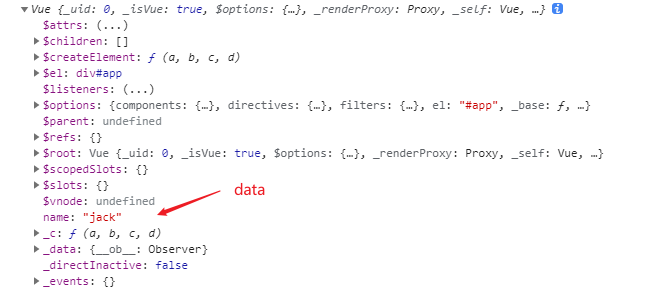 Vue {_uid: 0, _isVue: true, $options: {…}, _renderProxy: Proxy, _self: Vue, …} i
$attrs: (...)
$children: []
$createElement: ƒ (a, b, c, d)
$el: div#app
$listeners: (...)
$options: {components: {…}, directives: {…}, filters: {…}, el: "#app", _base: ƒ, …}
$parent: undefined
$refs: {}
$root: Vue {_uid: 0, _isVue: true, $options: {…}, _renderProxy: Proxy, _self: Vue, …}
$scopedSlots: {}
$slots: {}
data
$vnode: undefined
name: "jack"
_c: ƒ (a, b, c, d)
_data: {__ob__: Observer}
_directInactive: false
_events: {}